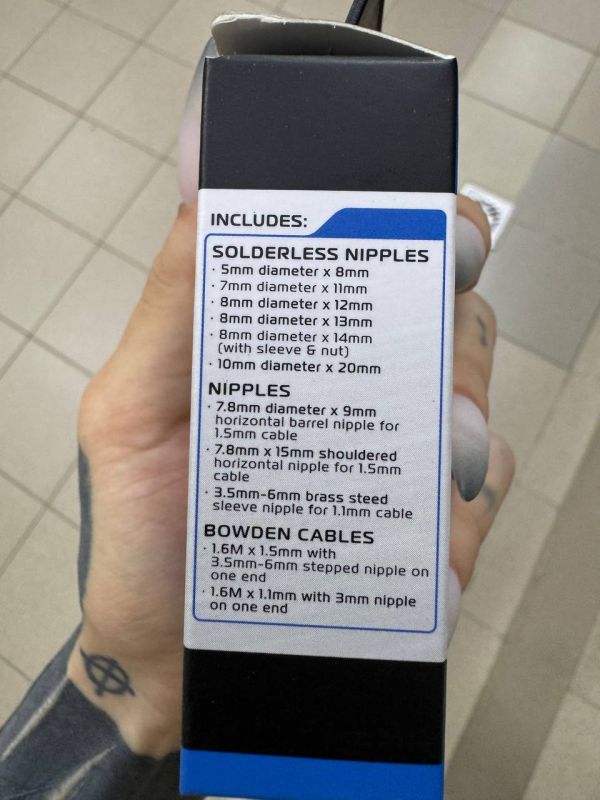 INCLUDES:
SOLDERLESS NIPPLES
· 5mm diameter x 8mm
· 7mm diameter x 11mm
· 8mm diameter x 12mm
· 8mm diameter x 13mm
· 8mm diameter x 14mm
(with sleeve & nut)
· 10mm diameter x 20mm
NIPPLES
· 7.8mm diameter x 9mm
horizontal barrel nipple for
1.5mm cable
· 7.8mm x 15mm shouldered
horizontal nipple for 1.5mm
cable
· 3.5mm-6mm brass steed
sleeve nipple for 1.1mm cable
BOWDEN CABLES
· 1.6M x 1.5mm with
3.5mm-6mm stepped nipple on
one end
· 1.6M x 1.1mm with 3mm nipple
on one end